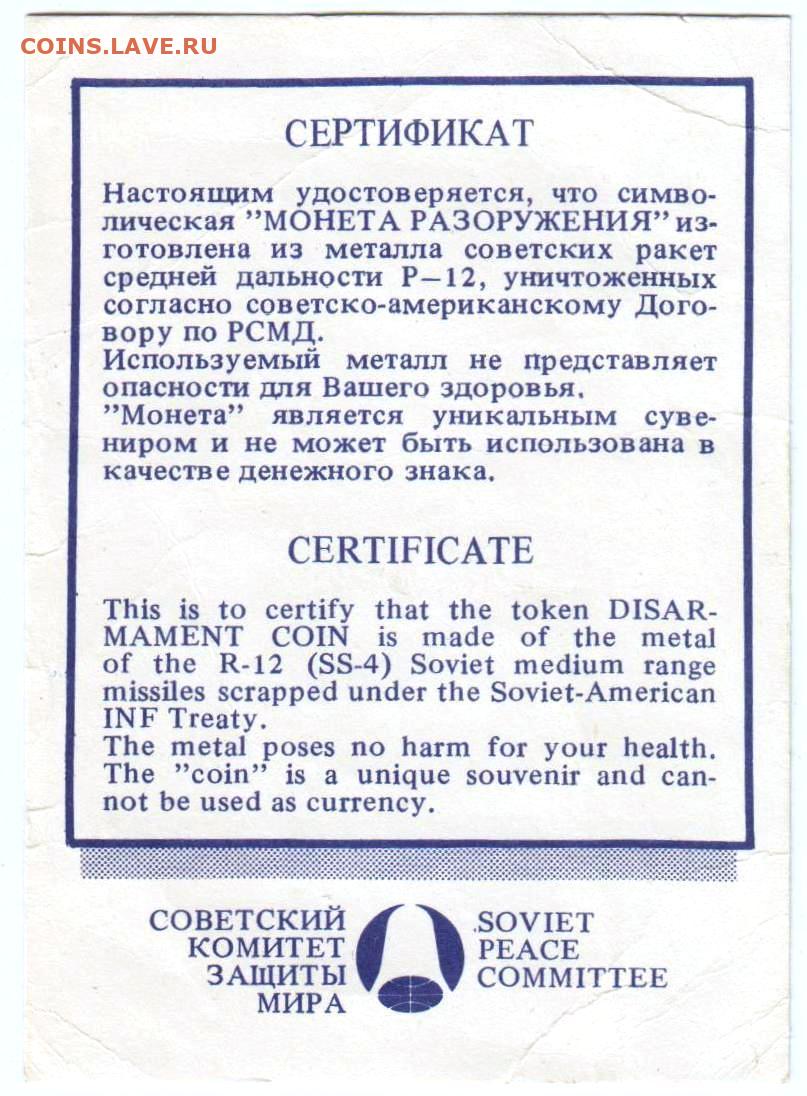 COINS.LAVE.RU
СЕРТИФИКАТ
Настоящим удостоверяется, что симво-
лическая "МОНЕТА РАЗОРУЖЕНИЯ" из-
готовлена из металла советских ракет
средней дальности Р—12, уничтоженных
согласно советско-американскому Дого-
вору по РСМД.
Используемый металл не представляет
опасности для Вашего здоровья.
"Монета" является уникальным суве-
ниром и не может быть использована в
качестве денежного знака.
CERTIFICATE
This is to certify that the token DISAR-
MAMENT COIN is made of the metal
of the R-12 (SS-4) Soviet medium range
missiles scrapped under the Soviet-American
INF Treaty.
The metal poses no harm for your health.
The "coin" is a unique souvenir and can-
not be used as currency.
СОВЕТСКИЙ
КОМИТЕТ
ЗАЩИТЫ
МИРА
SOVIET
PEACE
COMMITTEE